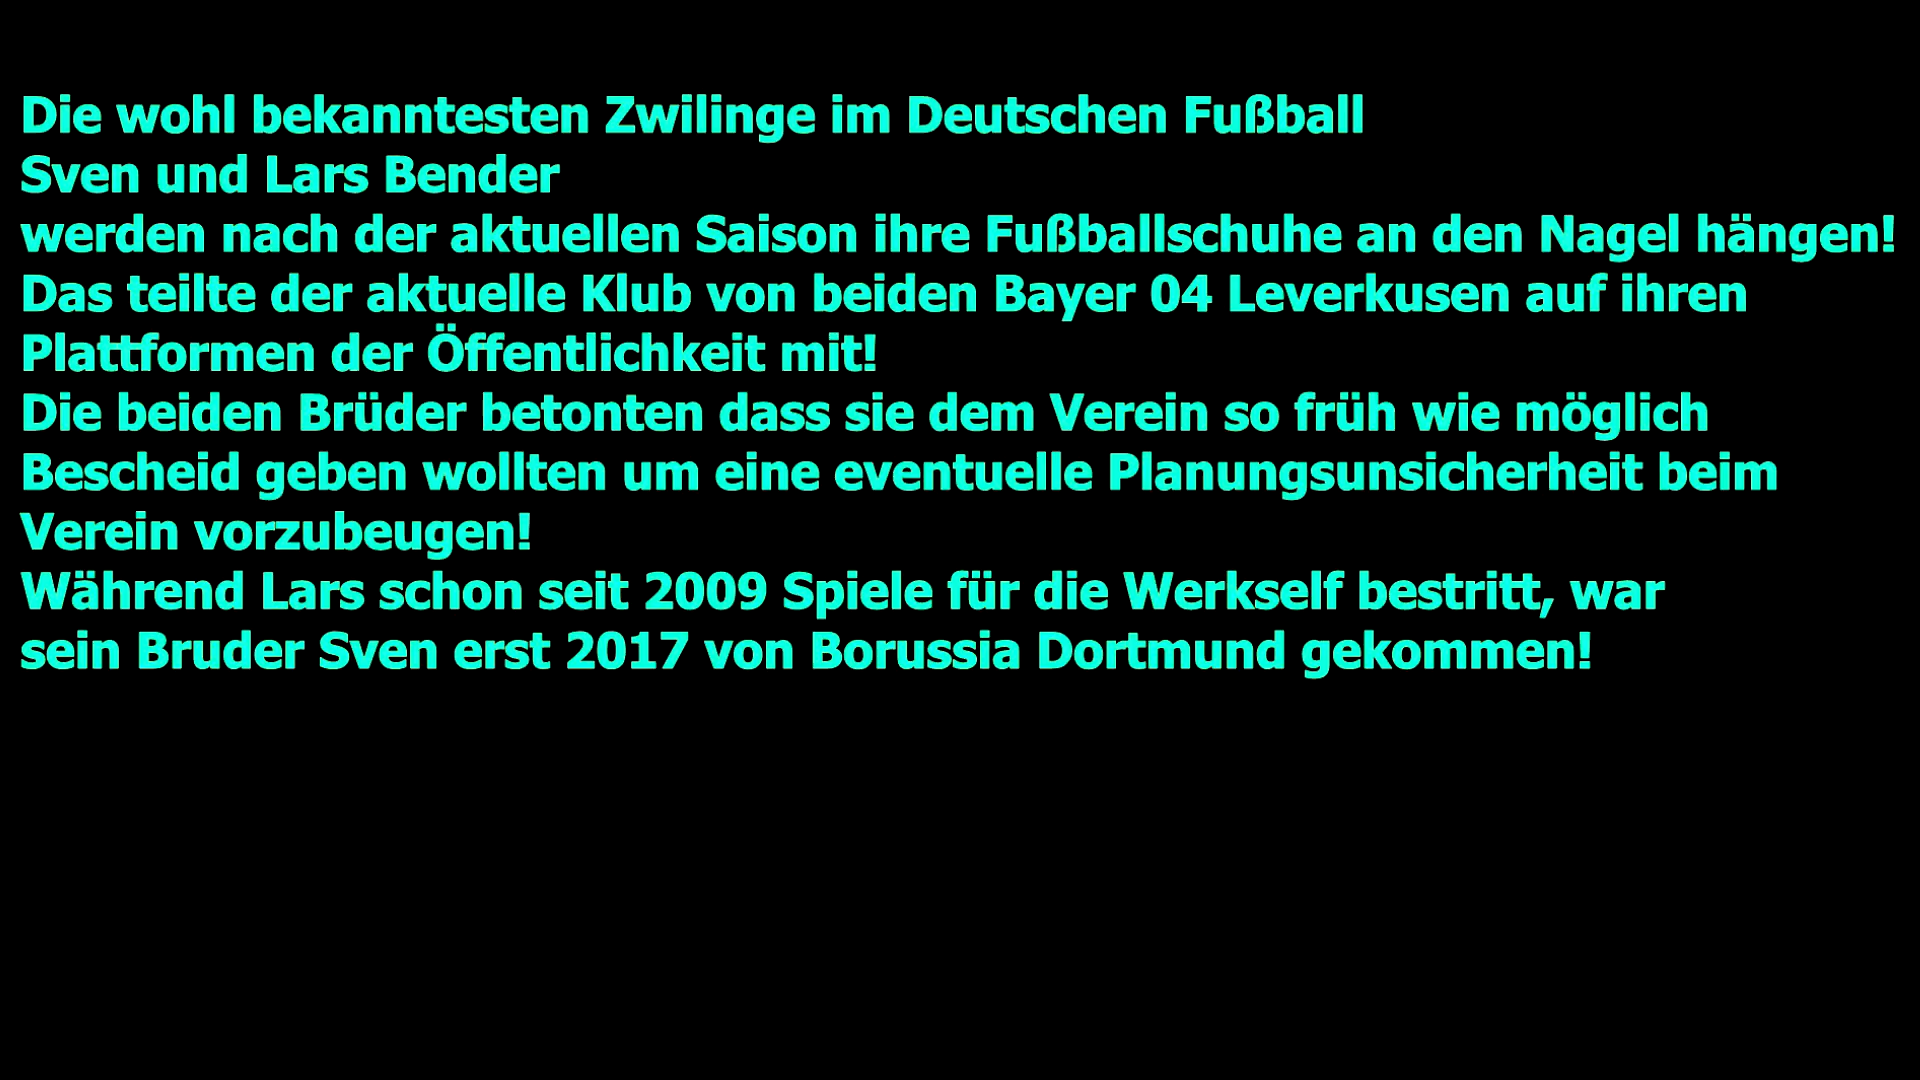 Die wohl bekanntesten Zwilinge im Deutschen Fußball
Sven und Lars Bender
werden nach der aktuellen Saison ihre Fußballschuhe an den Nagel hängen!
Das teilte der aktuelle Klub von beiden Bayer 04 Leverkusen auf ihren
Plattformen der Öffentlichkeit mit!
Die beiden Brüder betonten dass sie dem Verein so früh wie möglich
Bescheid geben wollten um eine eventuelle Planungsunsicherheit beim
Verein vorzubeugen!
Während Lars schon seit 2009 Spiele für die Werkself bestritt, war
sein Bruder Sven erst 2017 von Borussia Dortmund gekommen!